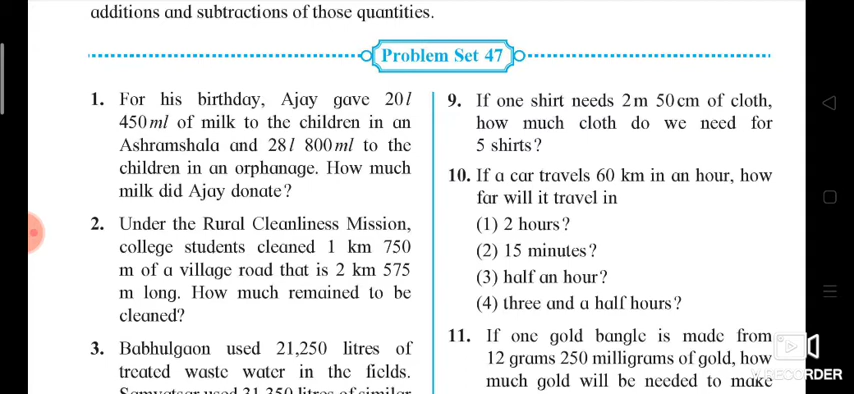 additions and subtractions of those quantities.
Problem Set 47
1. For his birthday, Ajay gave 20l
450ml of milk to the children in an
Ashramshala and 28l 800ml to the
children in an orphanage. How much
milk did Ajay donate?
2. Under the Rural Cleanliness Mission,
college students cleaned 1 km 750
m of a village road that is 2 km 575
m long. How much remained to be
cleaned?
3. Babhulgaon used 21,250 litres of
treated waste water in the fields.
Samvatsar used 31,350 litres of similar
9. If one shirt needs 2m 50cm of cloth,
how much cloth do we need for
5 shirts?
10. If a car travels 60 km in an hour, how
far will it travel in
(1) 2 hours?
(2) 15 minutes?
(3) half an hour?
(4) three and a half hours?
11. If one gold bangle is made from
12 grams 250 milligrams of gold, how
much gold will be needed to make
V.RECORDER